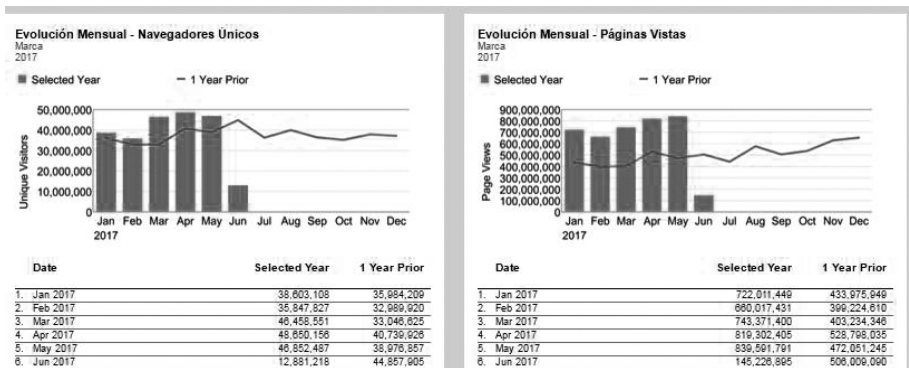 Evolución Mensual - Navegadores Únicos
Marca
2017
Selected Year 1 Year Prior
50,000,000
40,000,000
30,000,000
20,000,000
10,000,000
0
Unique Visitors
Jan Feb Mar Apr May Jun Jul Aug Sep Oct Nov Dec
2017
Date Selected Year 1 Year Prior
1. Jan 2017 38,603,108 35,984,209
2. Feb 2017 35,847,827 32,989,920
3. Mar 2017 46,458,551 33,046,625
4. Apr 2017 48,650,156 40,739,926
5. May 2017 46,852,487 38,976,857
6. Jun 2017 12,881,218 44,857,905
Evolución Mensual - Páginas Vistas
Marca
2017
Selected Year 1 Year Prior
900,000,000
800,000,000
700,000,000
600,000,000
500,000,000
400,000,000
300,000,000
200,000,000
100,000,000
0
Page Views
Jan Feb Mar Apr May Jun Jul Aug Sep Oct Nov Dec
2017
Date Selected Year 1 Year Prior
1. Jan 2017 722,011,449 433,975,949
2. Feb 2017 660,017,431 399,224,610
3. Mar 2017 743,371,400 403,234,346
4. Apr 2017 819,302,405 528,798,035
5. May 2017 839,591,791 472,051,245
6. Jun 2017 145,226,895 506,009,090